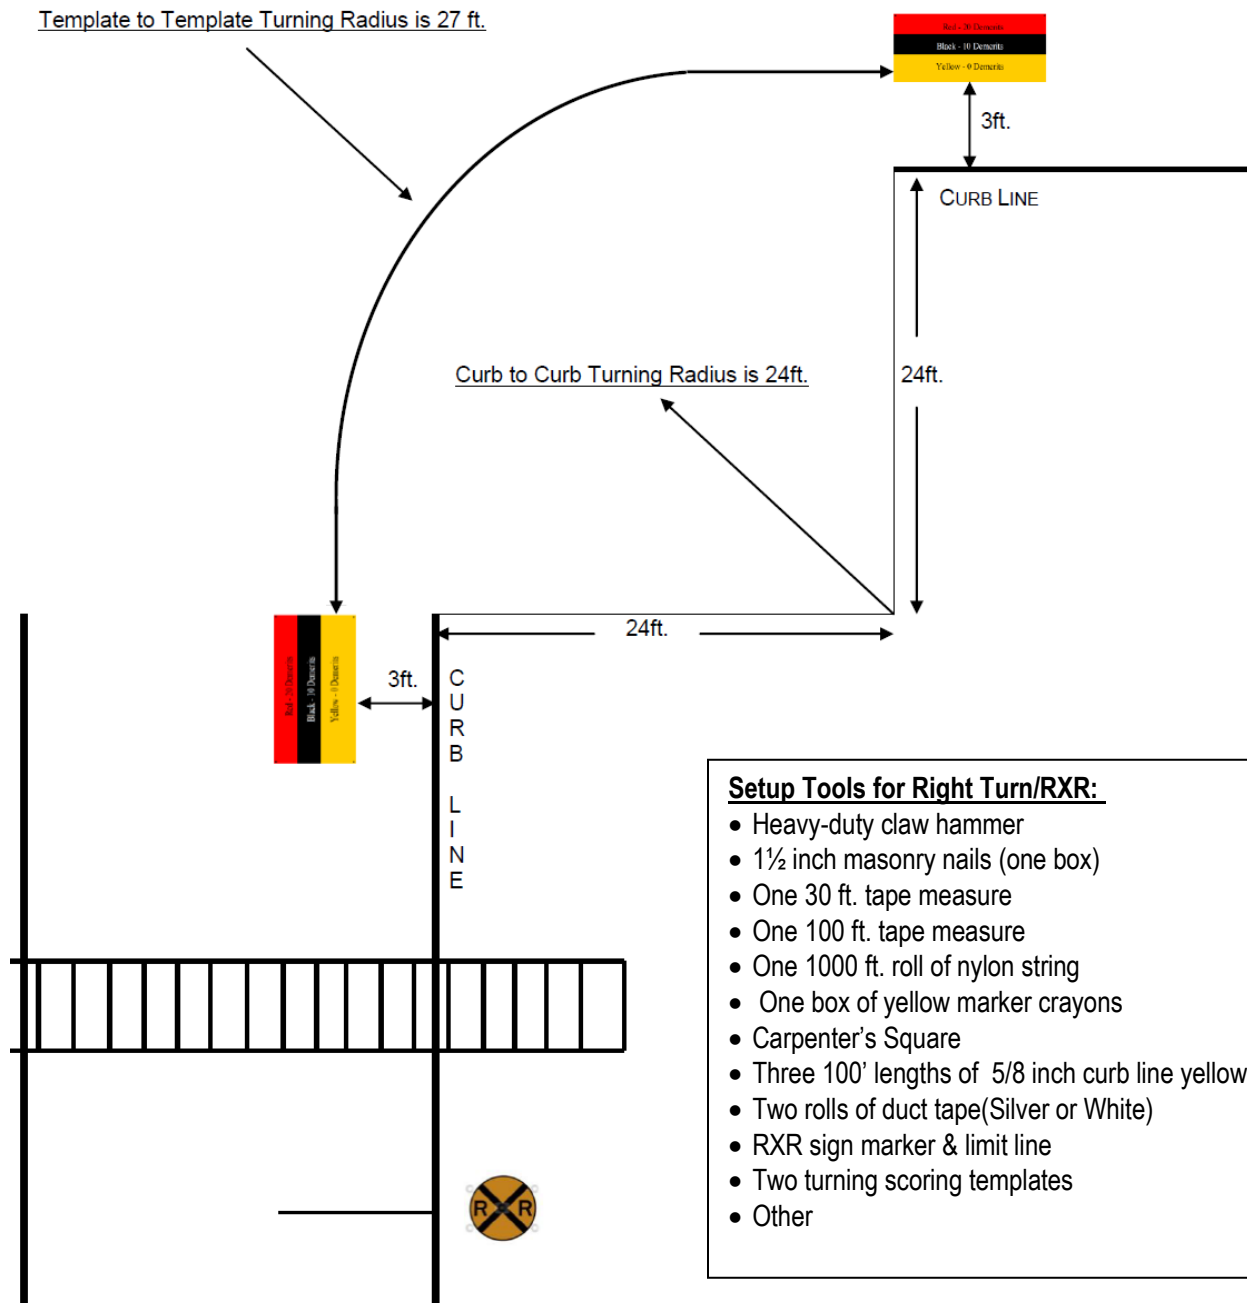 Template to Template Turning Radius is 27 ft.
Red - 20 Demerits
Black - 10 Demerits
Yellow - 0 Demerits
3ft.
CURB LINE
Curb to Curb Turning Radius is 24ft.
24ft.
24ft.
Red - 20 Demerits
Black - 10 Demerits
Yellow - 0 Demerits
3ft.
CURB LINE
Setup Tools for Right Turn/RXR:
• Heavy-duty claw hammer
• 1½ inch masonry nails (one box)
• One 30 ft. tape measure
• One 100 ft. tape measure
• One 1000 ft. roll of nylon string
• One box of yellow marker crayons
• Carpenter’s Square
• Three 100’ lengths of 5/8 inch curb line yellow
• Two rolls of duct tape(Silver or White)
• RXR sign marker & limit line
• Two turning scoring templates
• Other
R R